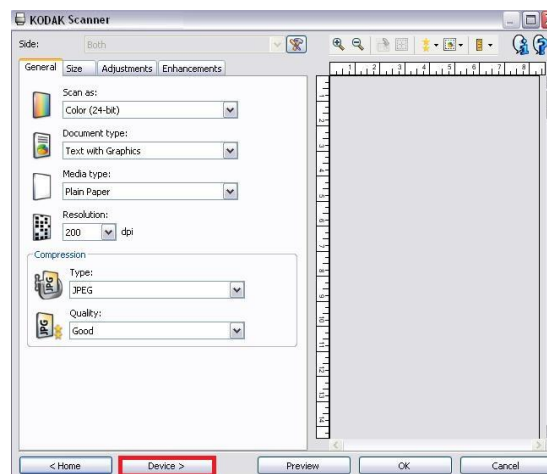 KODAK Scanner
Side: Both
General Size Adjustments Enhancements
Scan as:
Color (24-bit)
Document type:
Text with Graphics
Media type:
Plain Paper
Resolution:
200 dpi
Compression
Type:
JPEG
Quality:
Good
< Home Device > Preview OK Cancel